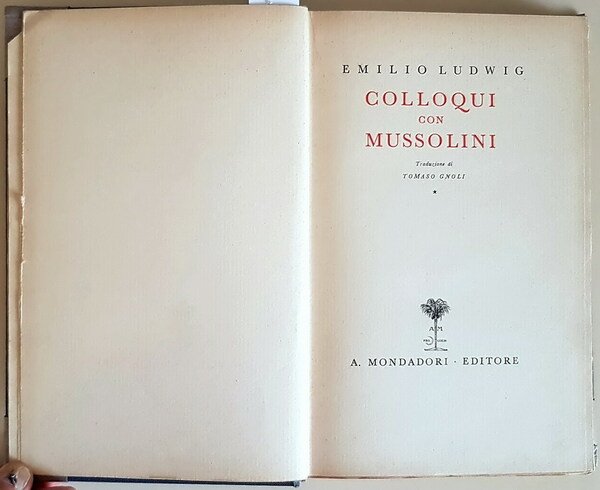 EMILIO LUDWIG
COLLOQUI
CON
MUSSOLINI
Traduzione di
TOMASO GNOLI
*
A. MONDADORI · EDITORE